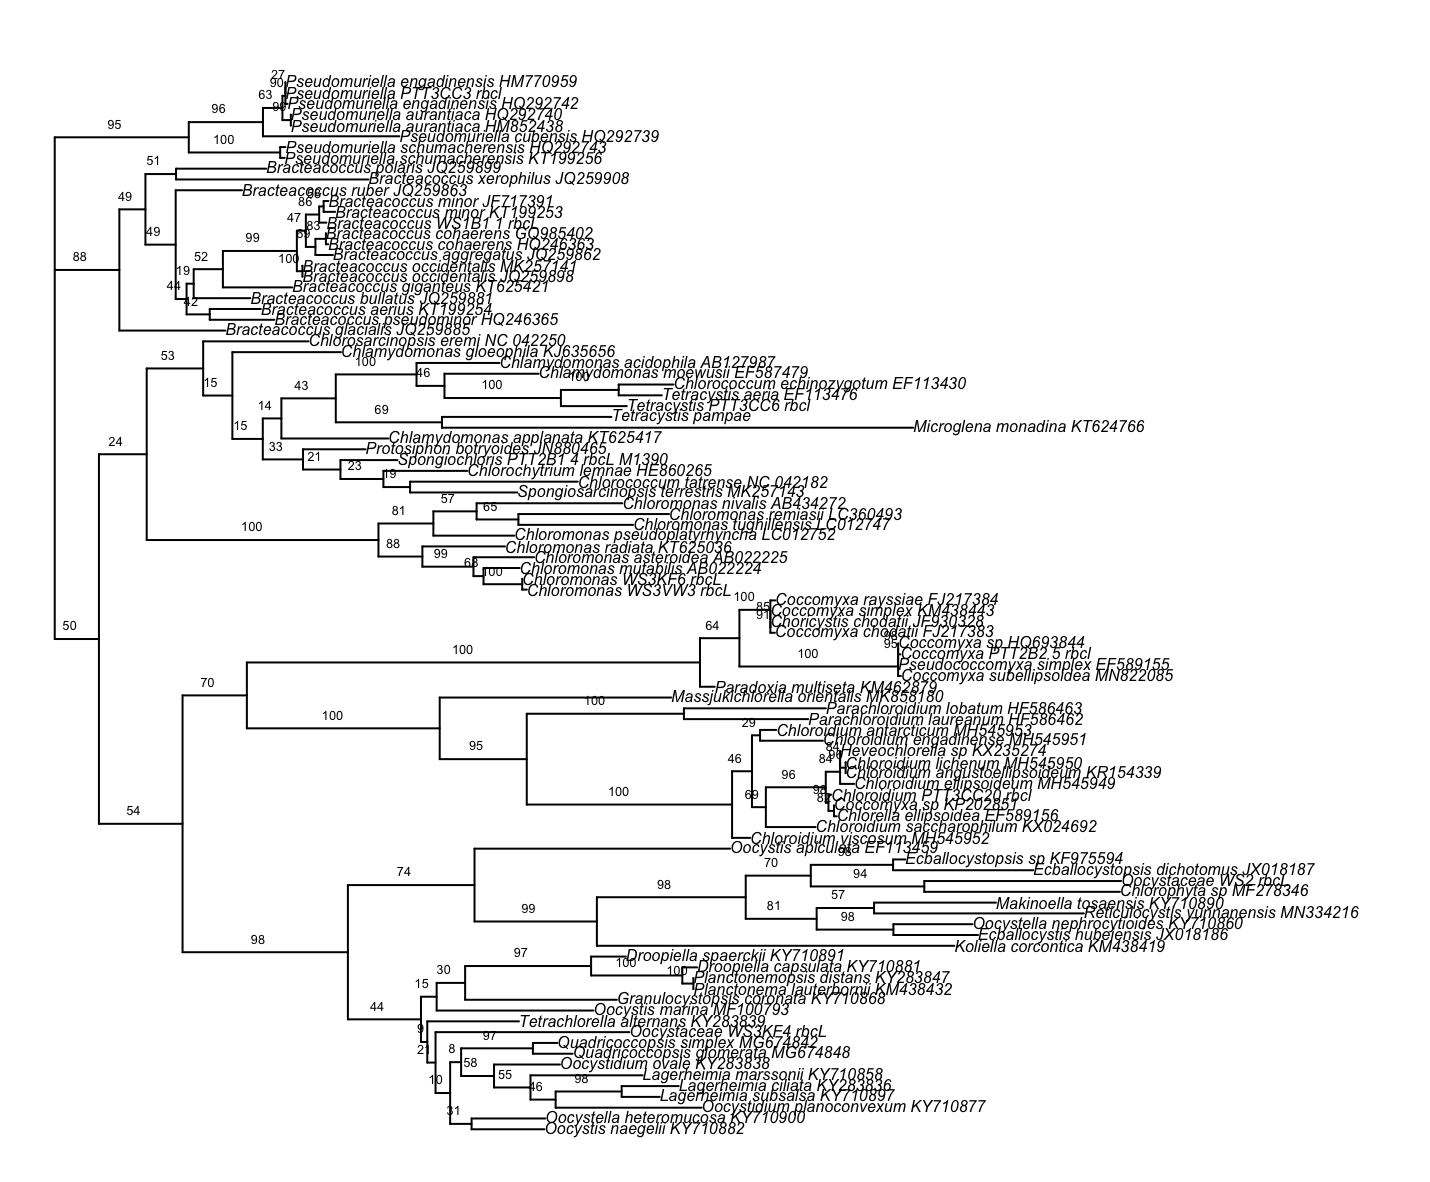 27
Pseudomuriella engadinensis HM770959
90
Pseudomuriella PTT3CC3 rbcl
63
Pseudomuriella engadinensis HQ292742
96
Pseudomuriella aurantiaca HQ292740
95
Pseudomuriella aurantiaca HM852438
Pseudomuriella cubensis HQ292739
100
Pseudomuriella schumacherensis HQ292743
Pseudomuriella schumacherensis KT199256
51
Bracteacoccus polaris JQ259899
Bracteacoccus xerophilus JQ259908
49
Bracteacoccus ruber JQ259863
86
Bracteacoccus minor JF717391
Bracteacoccus minor KT199253
47
Bracteacoccus WS1B1 1 rbcL
83
49
Bracteacoccus cohaerens GQ985402
99
Bracteacoccus cohaerens HQ246363
88
52
Bracteacoccus aggregatus JQ259862
100
Bracteacoccus occidentalis MK257141
19
Bracteacoccus occidentalis JQ259898
44
Bracteacoccus giganteus KT625421
42
Bracteacoccus bullatus JQ259881
Bracteacoccus aerius KT199254
Bracteacoccus pseudominor HQ246365
Bracteacoccus glacialis JQ259885
Chlorosarcinopsis eremi NC 042250
53
Chlamydomonas gloeophila KJ635656
100
Chlamydomonas acidophila AB127987
46
Chlamydomonas moewusii EF587479
15
43
100
100
Chlorococcum echinozygotum EF113430
Tetracystis aeria EF113476
14
69
Tetracystis PTT3CC6 rbcl
Tetracystis pampae
15
Microglena monadina KT624766
24
Chlamydomonas applanata KT625417
33
Protosiphon botryoides JN880465
21
Spongiochloris PTT2B1 4 rbcL M1390
23
Chlorochytrium lemnae HE860265
19
Chlorococcum tatrense NC 042182
Spongiosarcinopsis terrestris MK257143
57
Chloromonas nivalis AB434272
81
65
Chloromonas remiasii LC360493
100
Chloromonas tughillensis LC012747
Chloromonas pseudoplatyrhyncha LC012752
88
Chloromonas radiata KT625036
99
Chloromonas asteroidea AB022225
Chloromonas mutabilis AB022224
100
Chloromonas WS3KF6 rbcL
Chloromonas WS3VW3 rbcL
100
Coccomyxa rayssiae FJ217384
85
Coccomyxa simplex KM438443
91
Choricystis chodatii JF930328
50
64
Coccomyxa chodatii FJ217383
Coccomyxa sp HQ693844
95
100
100
Coccomyxa PTT2B2.5 rbcl
Pseudococcomyxa simplex EF589155
Coccomyxa subellipsoidea MN822085
70
Paradoxia multiseta KM462879
Massjukichlorella orientalis MK858180
100
100
Parachloroidium lobatum HF586463
Parachloroidium laureanum HF586462
29
Chloroidium antarcticum MH545953
95
Chloroidium engadinense MH545951
46
84
Heveochlorella sp KX235274
Chloroidium lichenum MH545950
96
Chloroidium angustoellipsoideum KR154339
Chloroidium ellipsoideum MH545949
100
69
Chloroidium PTT3CC20 rbcl
Coccomyxa sp KP202851
54
Chlorella ellipsoidea EF589156
Chloroidium saccharophilum KX024692
Chloroidium viscosum MH545952
Oocystis apiculata EF113459
98
Ecballocystopsis sp KF975594
74
70
94
Ecballocystopsis dichotomus JX018187
Oocystaceae WS2 rbcL
98
57
Chlorophyta sp MF278346
Makinoella tosaensis KY710890
99
81
98
Reticulocystis yunnanensis MN334216
Oocystella nephrocytioides KY710860
Ecballocystis hubeiensis JX018186
98
Koliella corcontica KM438419
97
Droopiella spaerckii KY710891
100
100
Droopiella capsulata KY710881
30
Planctonemopsis distans KY283847
15
Planctonema lauterbornii KM438432
Granulocystopsis coronata KY710868
44
Oocystis marina MF100793
9
Tetrachlorella alternans KY283839
Oocystaceae WS3KF4 rbcL
97
21
8
Quadricoccopsis simplex MG674842
Quadricoccopsis glomerata MG674848
58
Oocystidium ovale KY283838
10
55
Lagerheimia marssonii KY710858
46
98
Lagerheimia ciliata KY283836
Lagerheimia subsalsa KY710897
31
Oocystidium planoconvexum KY710877
Oocystella heteromucosa KY710900
Oocystis naegelii KY710882